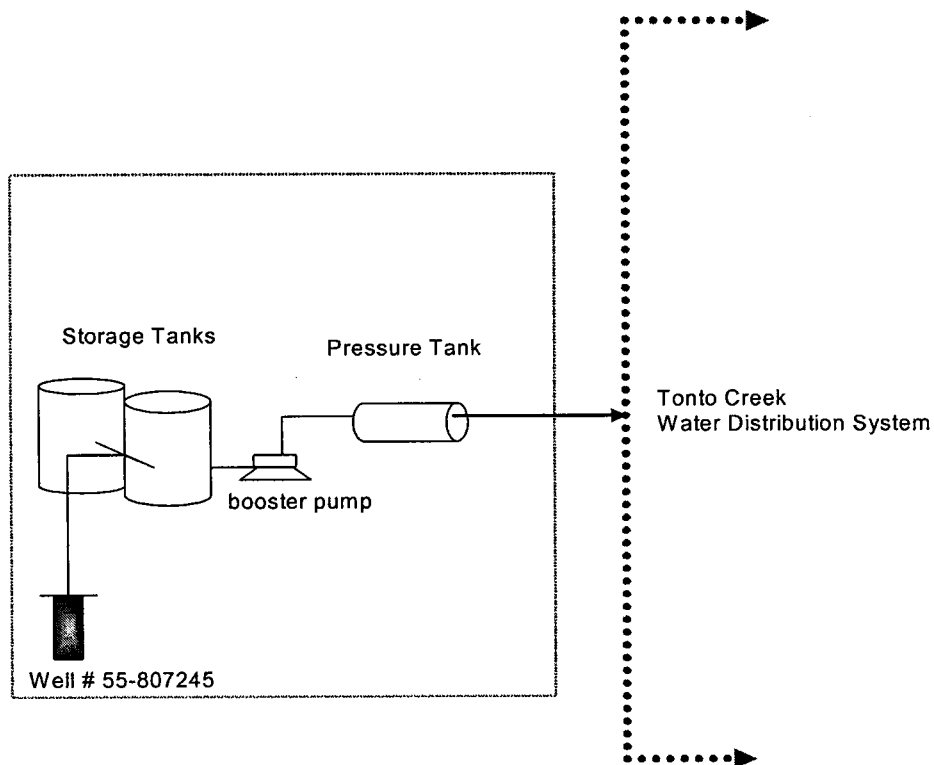 Storage Tanks
Pressure Tank
Tonto Creek
Water Distribution System
booster pump
Well # 55-807245